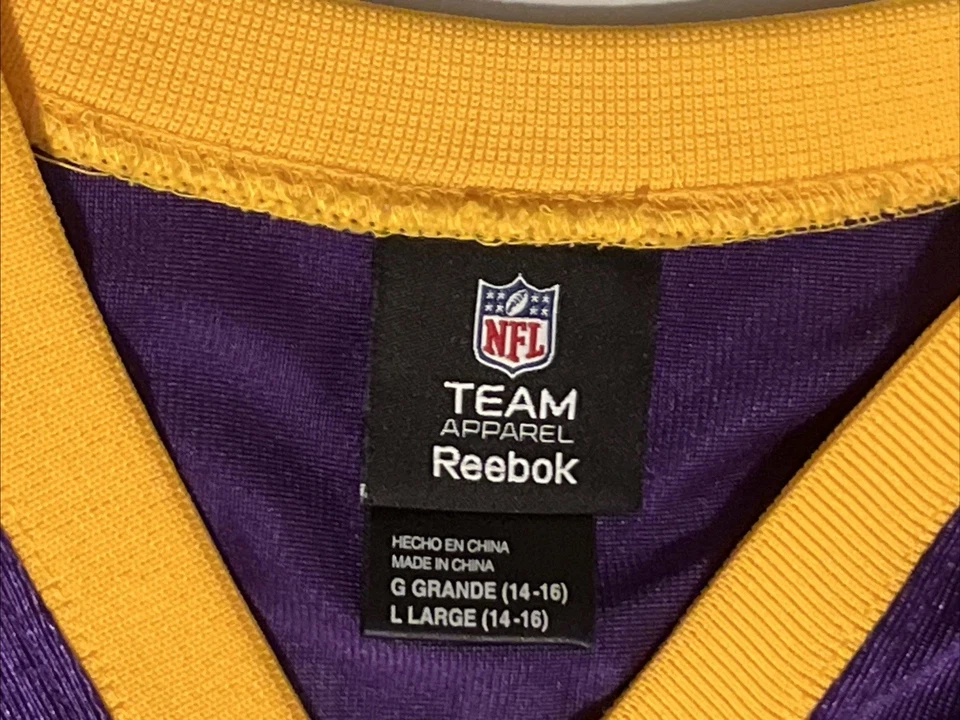 NFL
TEAM
APPAREL
Reebok
HECHO EN CHINA
MADE IN CHINA
G GRANDE (14-16)
L LARGE (14-16)